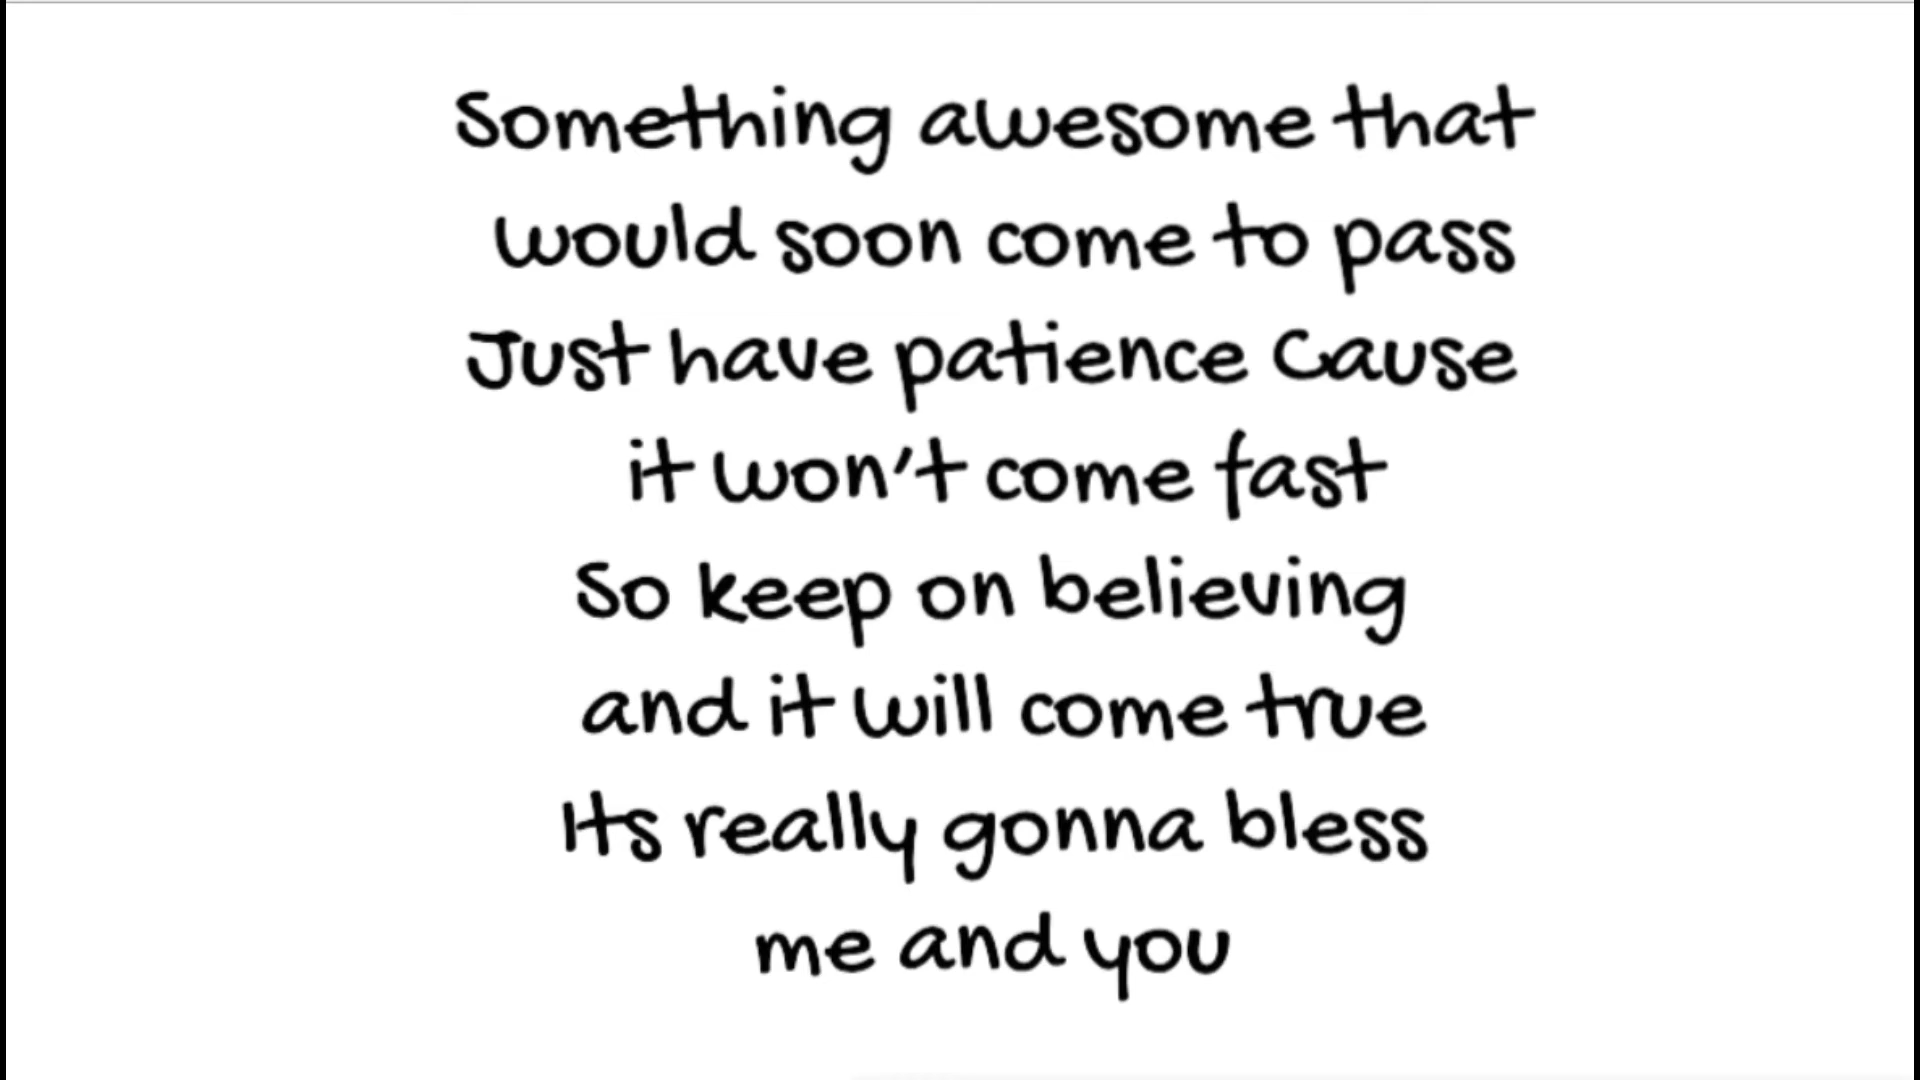 Something awesome that
would soon come to pass
Just have patience Cause
it won't come fast
So keep on believing
and it will come true
Its really gonna bless
me and you